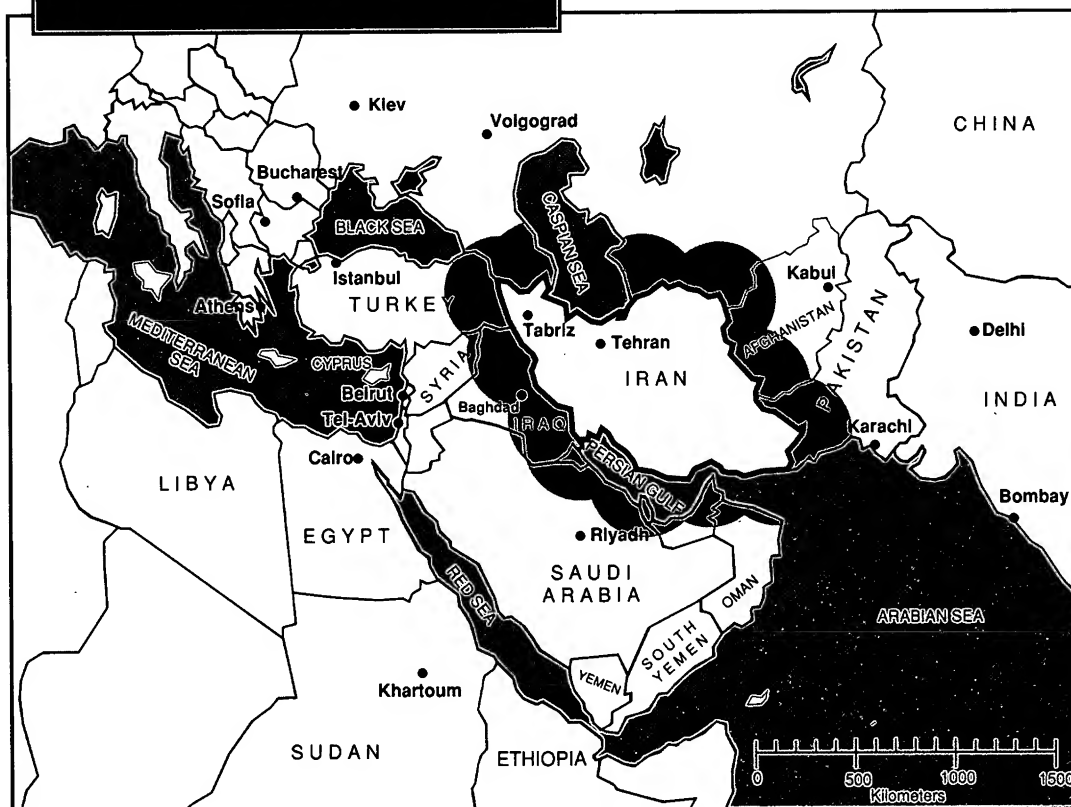 Kiev
Volgograd
CHINA
Bucharest
Sofia
BLACK SEA
CASPIAN SEA
Istanbul
TURKEY
Kabul
Athens
Tabriz
Tehran
AFGHANISTAN
PAKISTAN
Delhi
MEDITERRANEAN
SEA
CYPRUS
SYRIA
IRAN
INDIA
Beirut
Baghdad
IRAQ
Tel-Aviv
Karachi
Cairo
PERSIAN GULF
LIBYA
Bombay
EGYPT
Riyadh
RED SEA
SAUDI
ARABIA
OMAN
ARABIAN SEA
SOUTH
YEMEN
YEMEN
Khartoum
SUDAN
ETHIOPIA
0 500 1000 1500
Kilometers